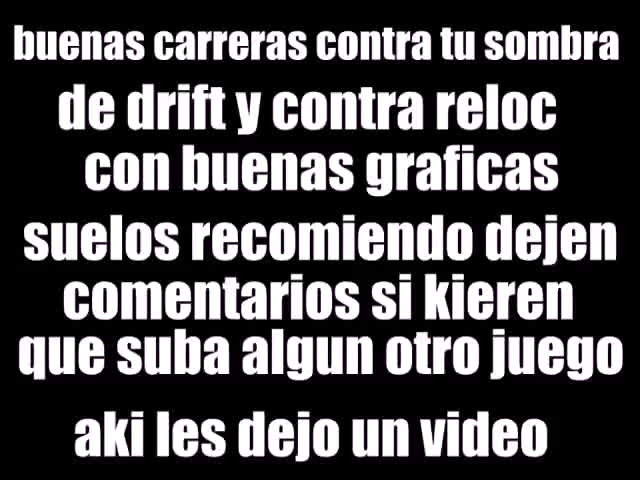 buenas carreras contra tu sombra
de drift y contra reloc
con buenas graficas
suelos recomiendo dejen
comentarios si kieren
que suba algun otro juego
aki les dejo un video